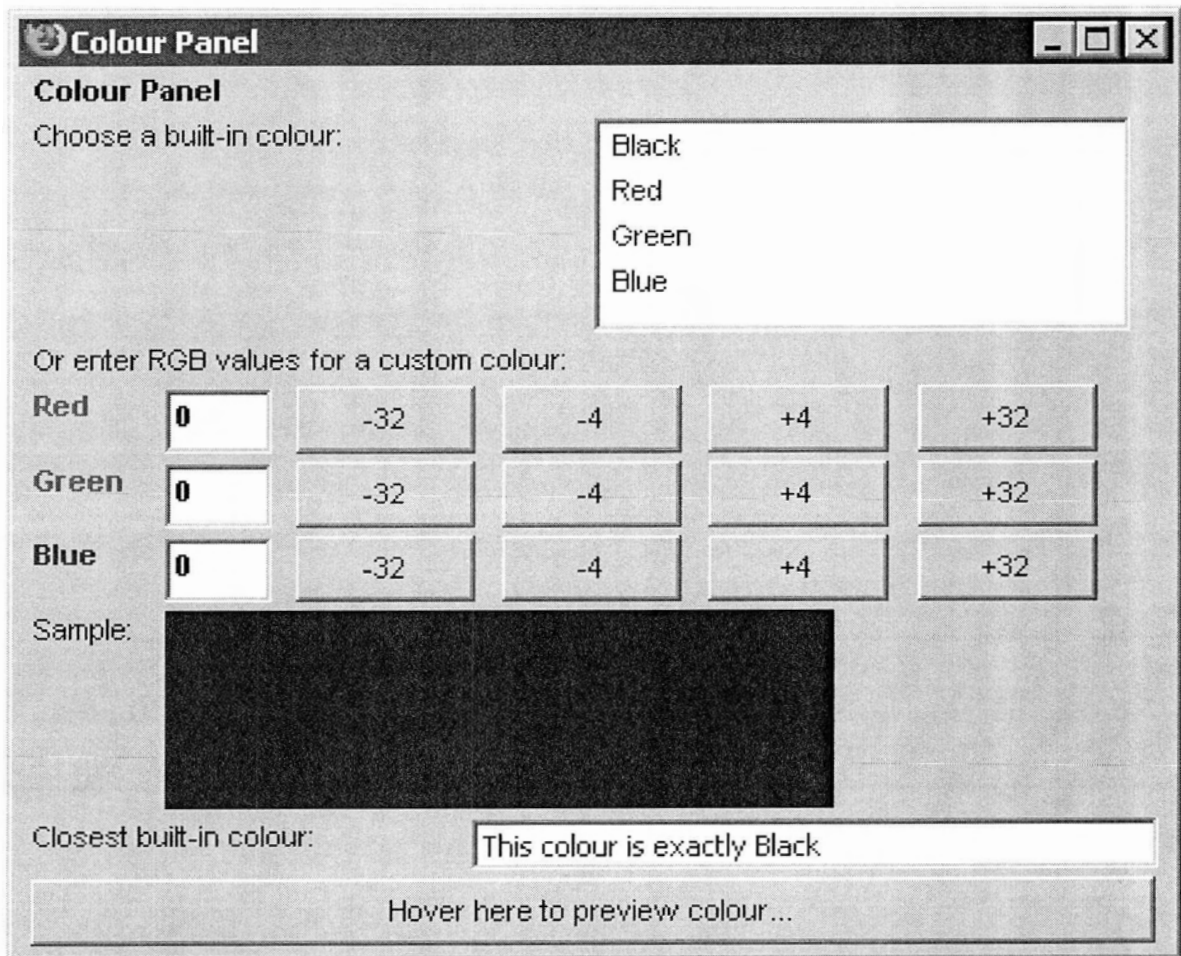 Colour Panel
Colour Panel
Choose a built-in colour:
Black
Red
Green
Blue
Or enter RGB values for a custom colour:
Red 0 -32 -4 +4 +32
Green 0 -32 -4 +4 +32
Blue 0 -32 -4 +4 +32
Sample:
Closest built-in colour: This colour is exactly Black
Hover here to preview colour...